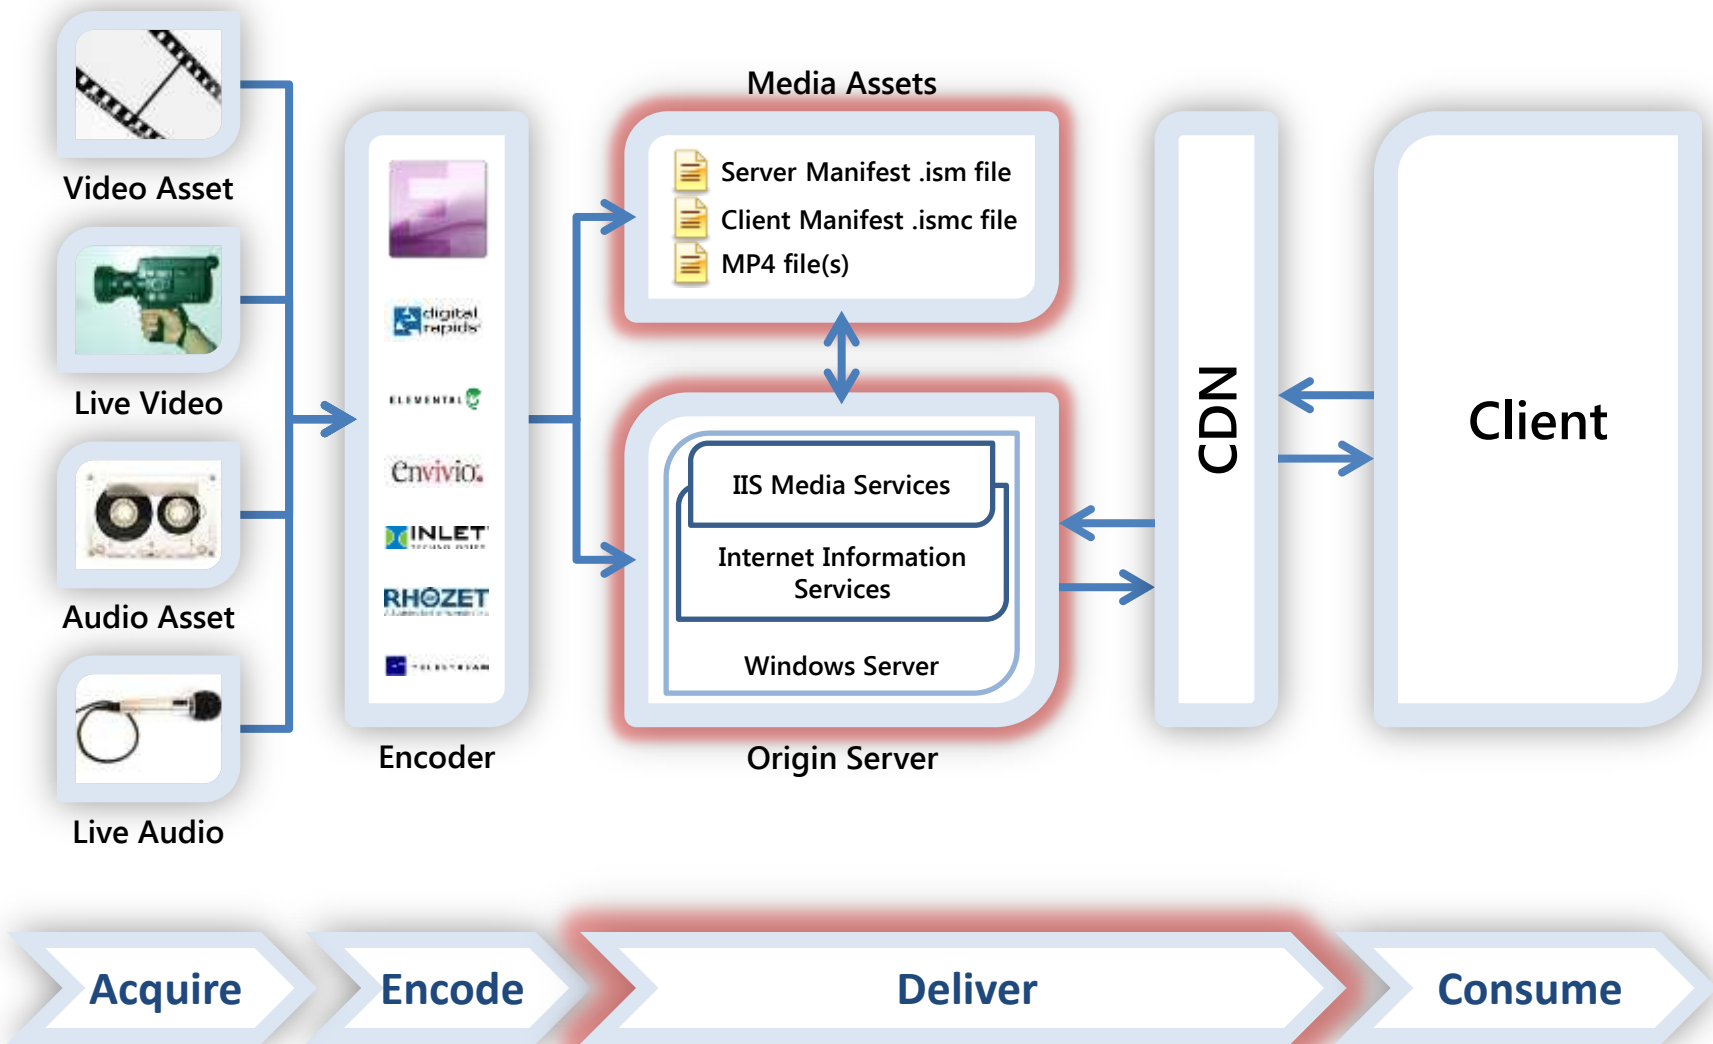 Video Asset
Live Video
Audio Asset
Live Audio
digital
rapids
ELEMENTAL
envivio.
INLET
RHOZET
TELESTREAM
Encoder
Media Assets
Server Manifest .ism file
Client Manifest .ismc file
MP4 file(s)
IIS Media Services
Internet Information
Services
Windows Server
Origin Server
CDN
Client
Acquire
Encode
Deliver
Consume